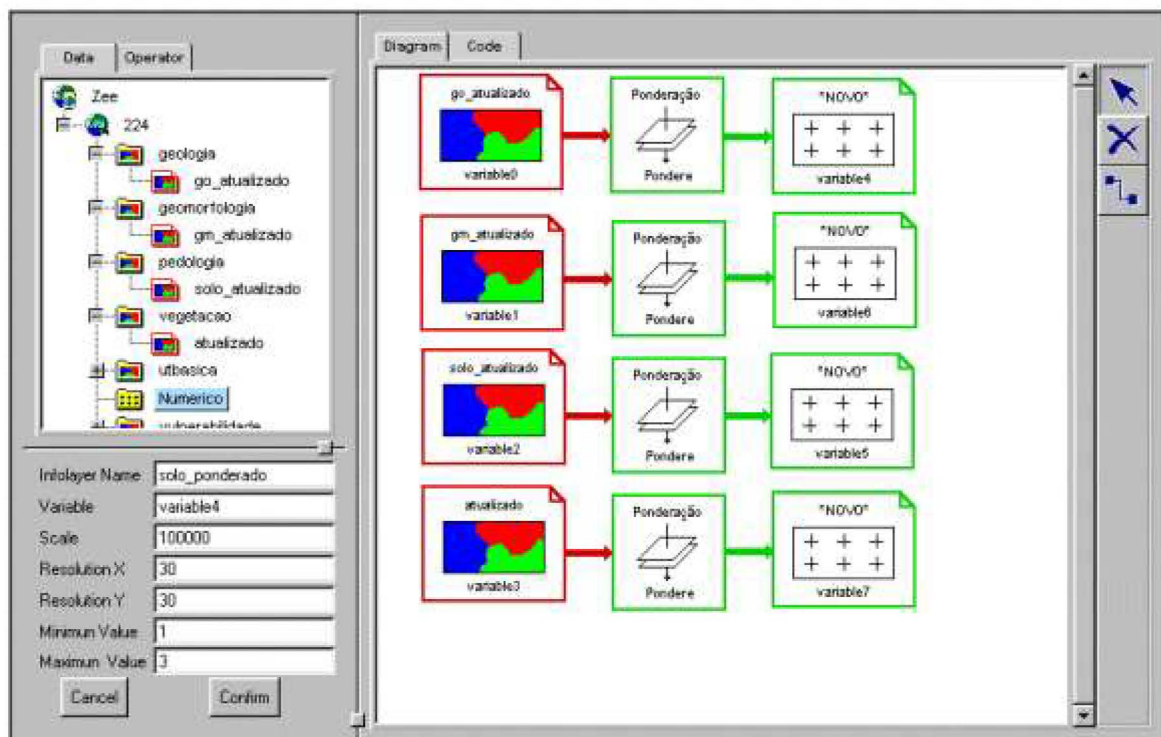 Data Operator
Zee
224
geologia
go_atualizado
geomorfologia
gm_atualizado
pedologia
solo_atualizado
vegetacao
atualizado
utbasica
Numerico
vulnerabilidade
Infolayer Name solo_ponderado
Variable variable4
Scale 100000
Resolution X 30
Resolution Y 30
Minimun Value 1
Maximun Value 3
Cancel Confirm
Diagram Code
go_atualizado Ponderação "NOVO"
variable0 Pondere variable4
gm_atualizado Ponderação "NOVO"
variable1 Pondere variable6
solo_atualizado Ponderação "NOVO"
variable2 Pondere variable5
atualizado Ponderação "NOVO"
variable3 Pondere variable7